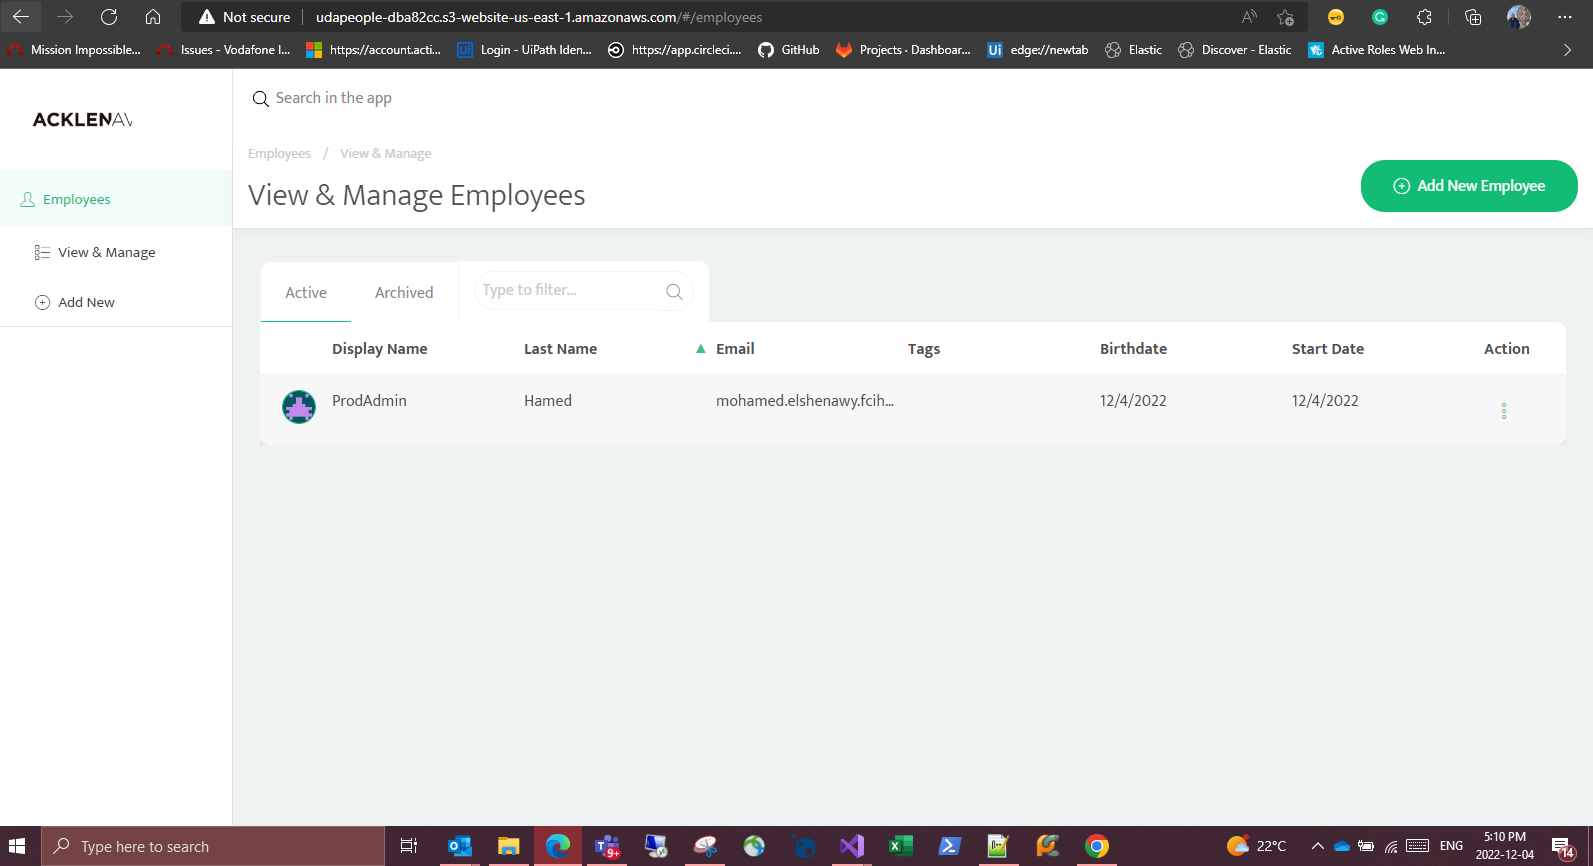 Not secure udapeople-dba82cc.s3-website-us-east-1.amazonaws.com/#/employees
Mission Impossible... Issues - Vodafone I... https://account.acti... Login - UiPath Iden... https://app.circleci.... GitHub Projects · Dashboar... edge://newtab Elastic Discover - Elastic Active Roles Web In...
ACKLENAV
Search in the app
Employees / View & Manage
View & Manage Employees
Add New Employee
Employees
View & Manage
Add New
Active Archived Type to filter...
Display Name Last Name Email Tags Birthdate Start Date Action
ProdAdmin Hamed mohamed.elshenawy.fcih... 12/4/2022 12/4/2022
Type here to search
9+
22°C
ENG
5:10 PM
2022-12-04
14